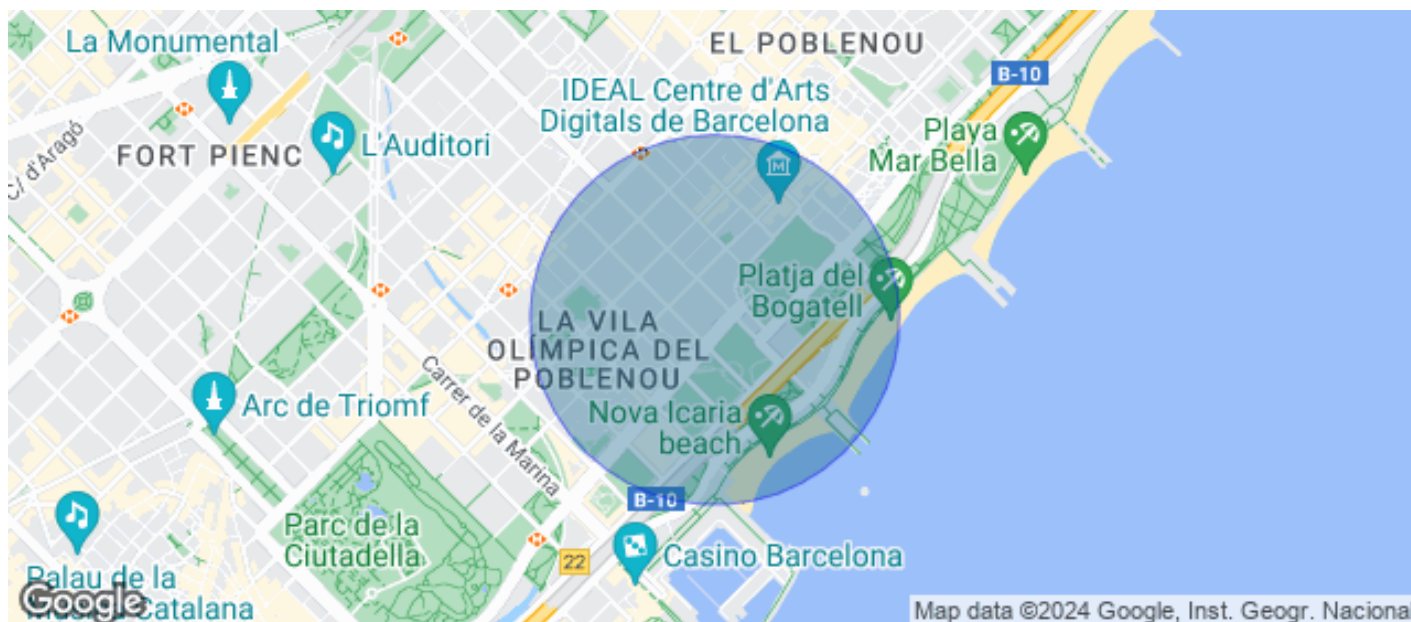 La Monumental
EL POBLENOU
B-10
IDEAL Centre d'Arts
Digitals de Barcelona
Playa
Mar Bella
C/ d'Aragó
FORT PIENC
L'Auditori
Platja del
Bogatell
LA VILA
OLÍMPICA DEL
POBLENOU
Carrer de la Marina
Arc de Triomf
Nova Icaria
beach
B-10
Parc de la
Ciutadella
22
Casino Barcelona
Palau de la
Música Catalana
Google
Map data ©2024 Google, Inst. Geogr. Nacional